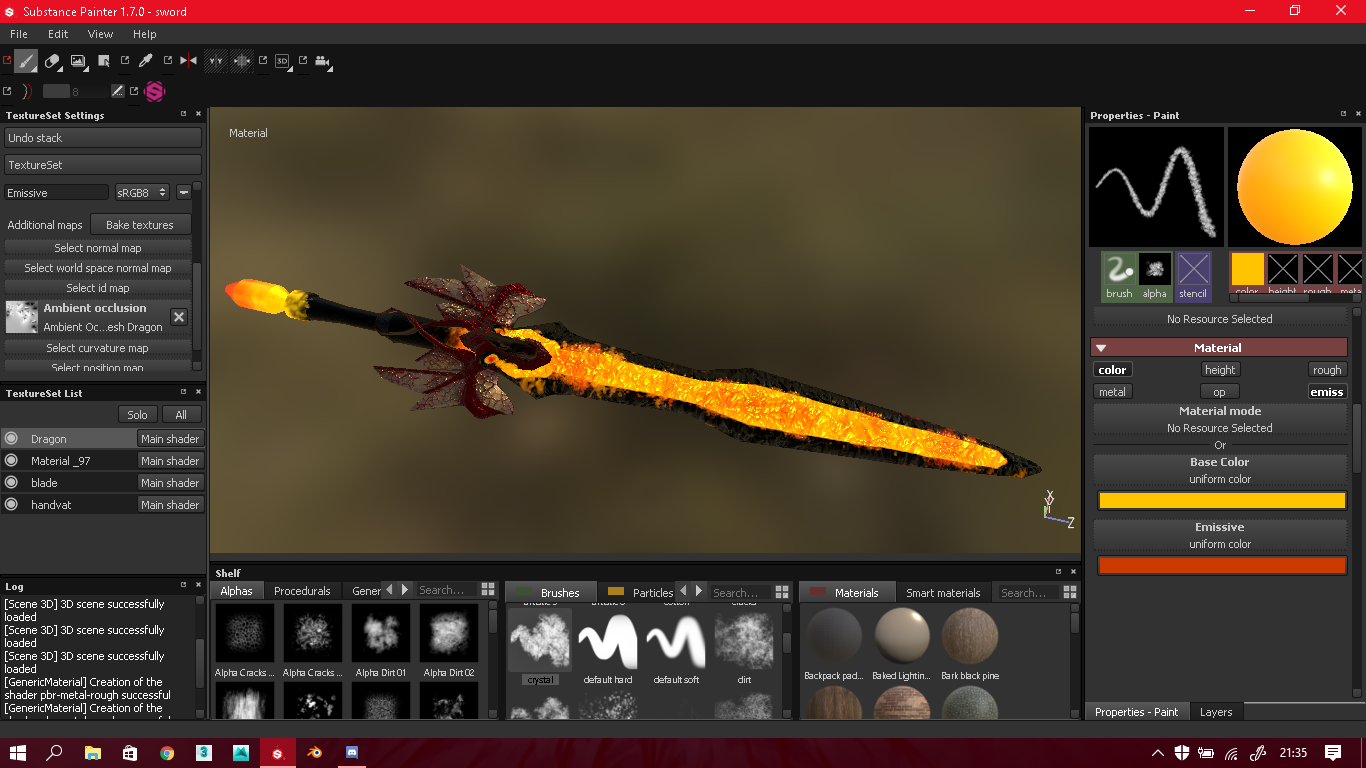 Substance Painter 1.7.0 - sword
File Edit View Help
3D
8
TextureSet Settings
Undo stack
TextureSet
Emissive sRGB8
Additional maps Bake textures
Select normal map
Select world space normal map
Select id map
Ambient occlusion
Ambient Oc...esh Dragon
Select curvature map
Select position map
TextureSet List
Solo All
Dragon Main shader
Material _97 Main shader
blade Main shader
handvat Main shader
Log
[Scene 3D] 3D scene successfully
loaded
[Scene 3D] 3D scene successfully
loaded
[Scene 3D] 3D scene successfully
loaded
[GenericMaterial] Creation of the
shader pbr-metal-rough successful
[GenericMaterial] Creation of the
Material
X
Y
Z
Shelf
Alphas Procedurals Gener Search...
Alpha Cracks ... Alpha Cracks ... Alpha Dirt 01 Alpha Dirt 02
Brushes Particles Search...
crystal default hard default soft dirt
Materials Smart materials Search...
Backpack pad... Baked Lightin... Bark black pine
Properties - Paint
brush alpha stencil
color height rough meta
No Resource Selected
Material
color height rough
metal op emiss
Material mode
No Resource Selected
Or
Base Color
uniform color
Emissive
uniform color
Properties - Paint Layers
21:35